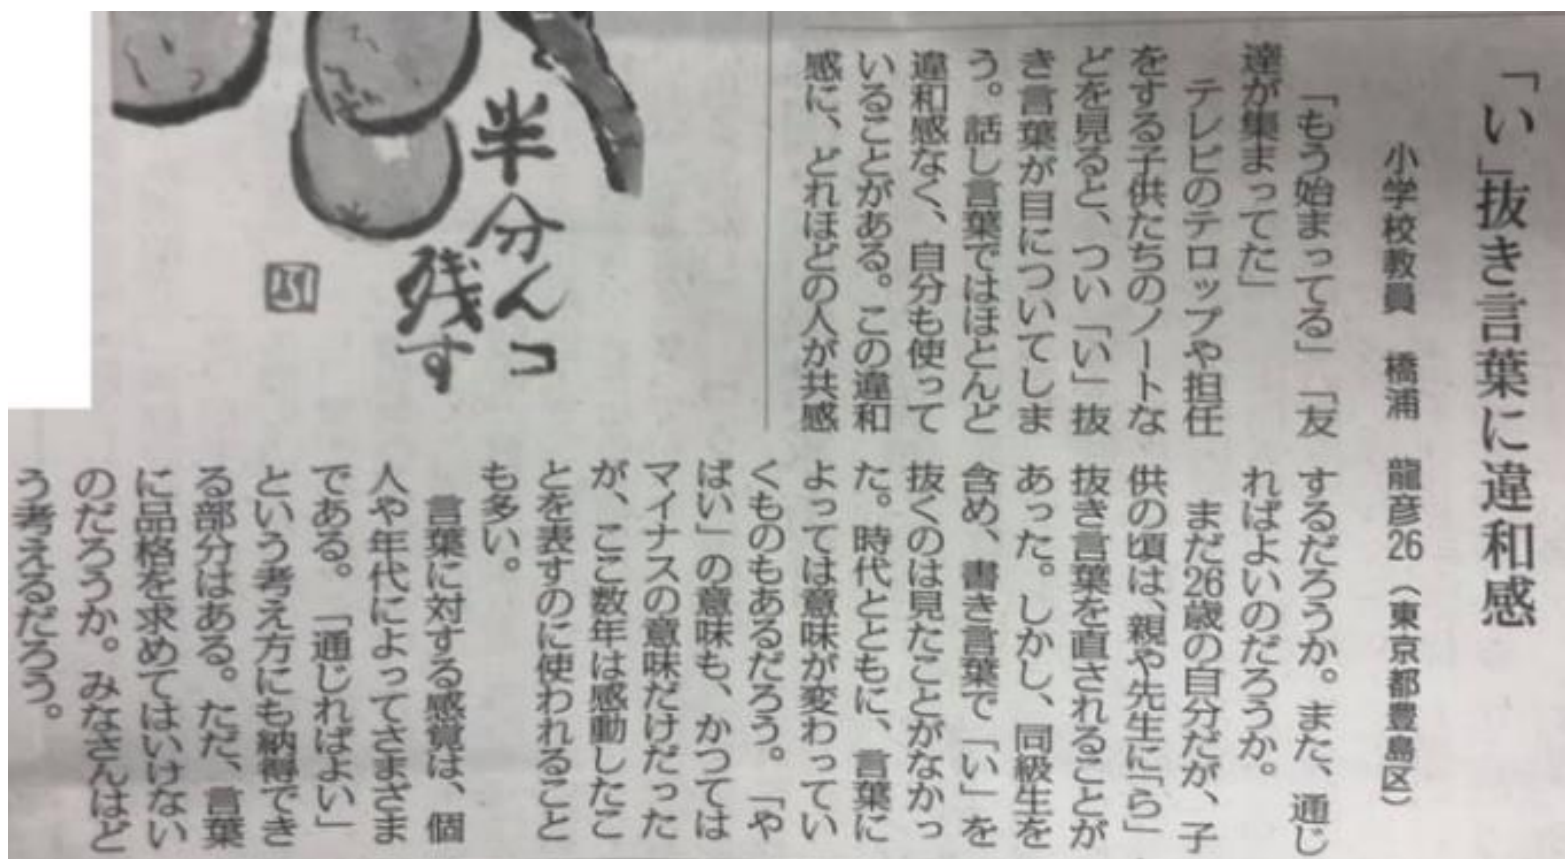 「い」抜き言葉に違和感
小学校教員 橋浦 龍彦26(東京都豊島区)
「もう始まってる」「友
達が集まってた」
テレビのテロップや担任
をする子供たちのノートな
どを見ると、つい「い」抜
き言葉が目についてしま
う。話し言葉ではほとんど
違和感なく、自分も使って
いることがある。この違和
感に、どれほどの人が共感
するだろうか。また、通じ
ればよいのだろうか。
まだ26歳の自分だが、子
供の頃は、親や先生に「ら」
抜き言葉を直されることが
あった。しかし、同級生を
含め、書き言葉で「い」を
抜くのは見たことがなかっ
た。時代とともに、言葉に
よっては意味が変わってい
くものもあるだろう。「や
ばい」の意味も、かつては
マイナスの意味だけだった
が、ここ数年は感動したこ
とを表すのに使われること
も多い。
言葉に対する感覚は、個
人や年代によってさまざま
である。「通じればよい」
という考え方にも納得でき
る部分はある。ただ、言葉
に品格を求めてはいけない
のだろうか。みなさんはど
う考えるだろう。
半分んコ
残す